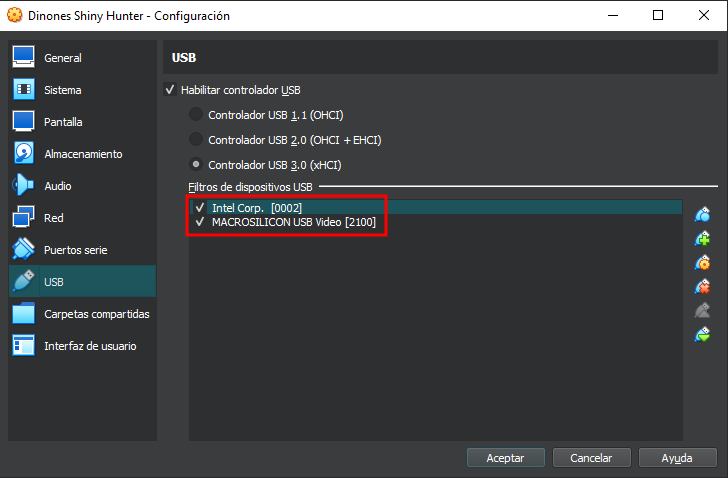 Dinones Shiny Hunter - Configuración
General
Sistema
Pantalla
Almacenamiento
Audio
Red
Puertos serie
USB
Carpetas compartidas
Interfaz de usuario
USB
Habilitar controlador USB
Controlador USB 1.1 (OHCI)
Controlador USB 2.0 (OHCI + EHCI)
Controlador USB 3.0 (xHCI)
Filtros de dispositivos USB
Intel Corp. [0002]
MACROSILICON USB Video [2100]
Aceptar
Cancelar
Ayuda